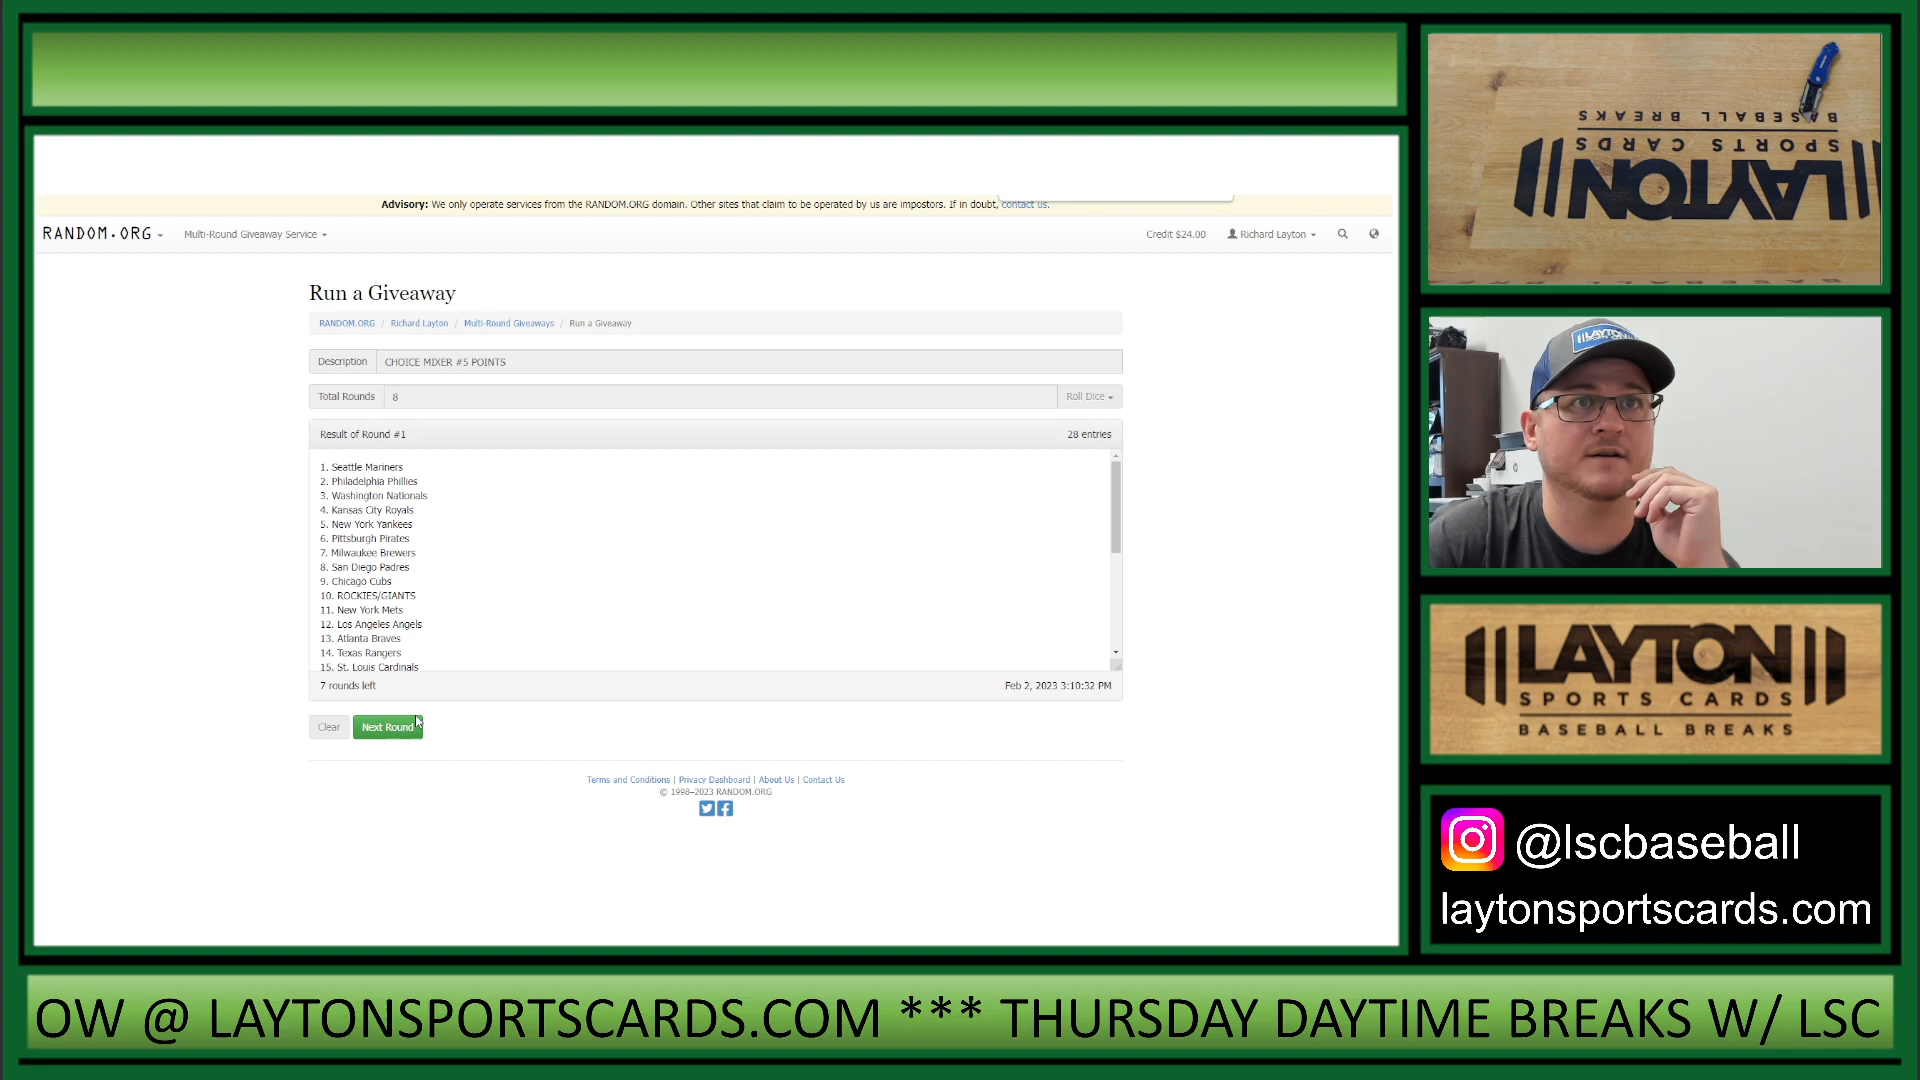 Advisory: We only operate services from the RANDOM.ORG domain. Other sites that claim to be operated by us are impostors. If in doubt, contact us.
RANDOM.ORG
Multi-Round Giveaway Service
Credit $24.00
Richard Layton
Run a Giveaway
RANDOM.ORG / Richard Layton / Multi-Round Giveaways / Run a Giveaway
Description CHOICE MIXER #5 POINTS
Total Rounds 8 Roll Dice
Result of Round #1 28 entries
1. Seattle Mariners
2. Philadelphia Phillies
3. Washington Nationals
4. Kansas City Royals
5. New York Yankees
6. Pittsburgh Pirates
7. Milwaukee Brewers
8. San Diego Padres
9. Chicago Cubs
10. ROCKIES/GIANTS
11. New York Mets
12. Los Angeles Angels
13. Atlanta Braves
14. Texas Rangers
15. St. Louis Cardinals
7 rounds left Feb 2, 2023 3:10:32 PM
Clear Next Round
Terms and Conditions | Privacy Dashboard | About Us | Contact Us
© 1998–2023 RANDOM.ORG
BASEBALL BREAKS
SPORTS CARDS
LAYTON
LAYTON
LAYTON
SPORTS CARDS
BASEBALL BREAKS
@lscbaseball
laytonsportscards.com
OW @ LAYTONSPORTSCARDS.COM *** THURSDAY DAYTIME BREAKS W/ LSC